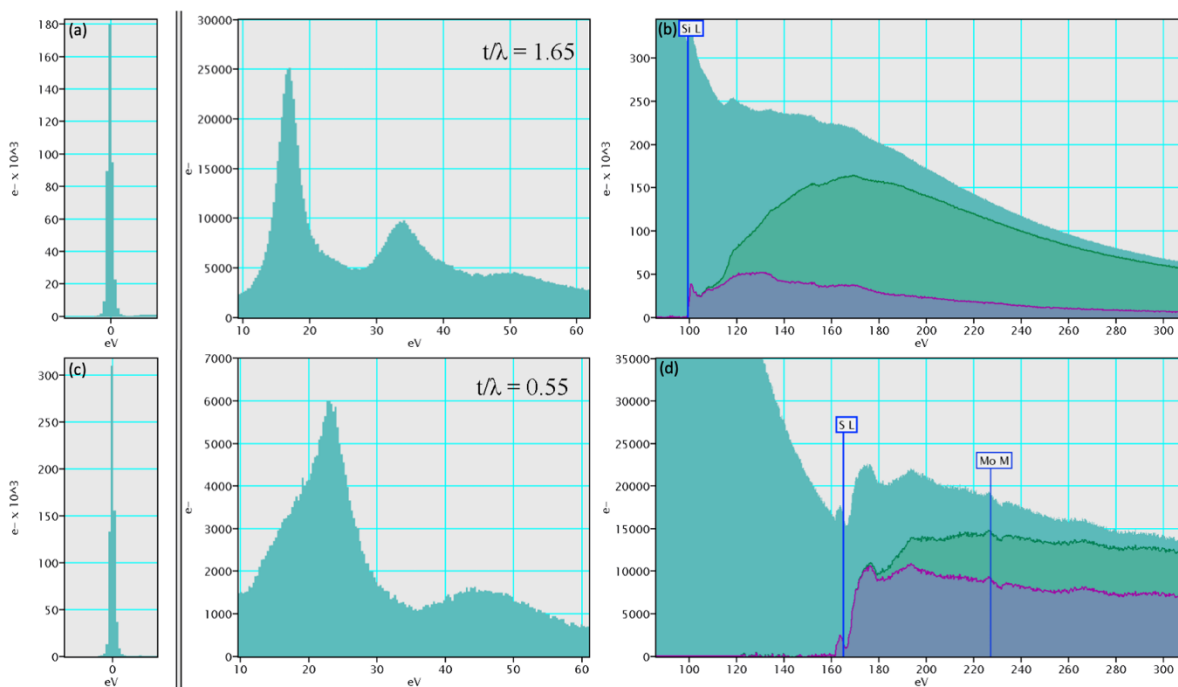 (a)
180
160
140
120
100
80
60
40
20
0
e- x 10^3
0
eV
30000
25000
20000
15000
10000
5000
0
e-
t/λ = 1.65
10 20 30 40 50 60
eV
(b)
Si L
300
250
200
150
100
50
0
e- x 10^3
100 120 140 160 180 200 220 240 260 280 300
eV
(c)
300
250
200
150
100
50
0
e- x 10^3
0
eV
7000
6000
5000
4000
3000
2000
1000
0
e-
t/λ = 0.55
10 20 30 40 50 60
eV
(d)
S L
Mo M
35000
30000
25000
20000
15000
10000
5000
0
e-
100 120 140 160 180 200 220 240 260 280 300
eV